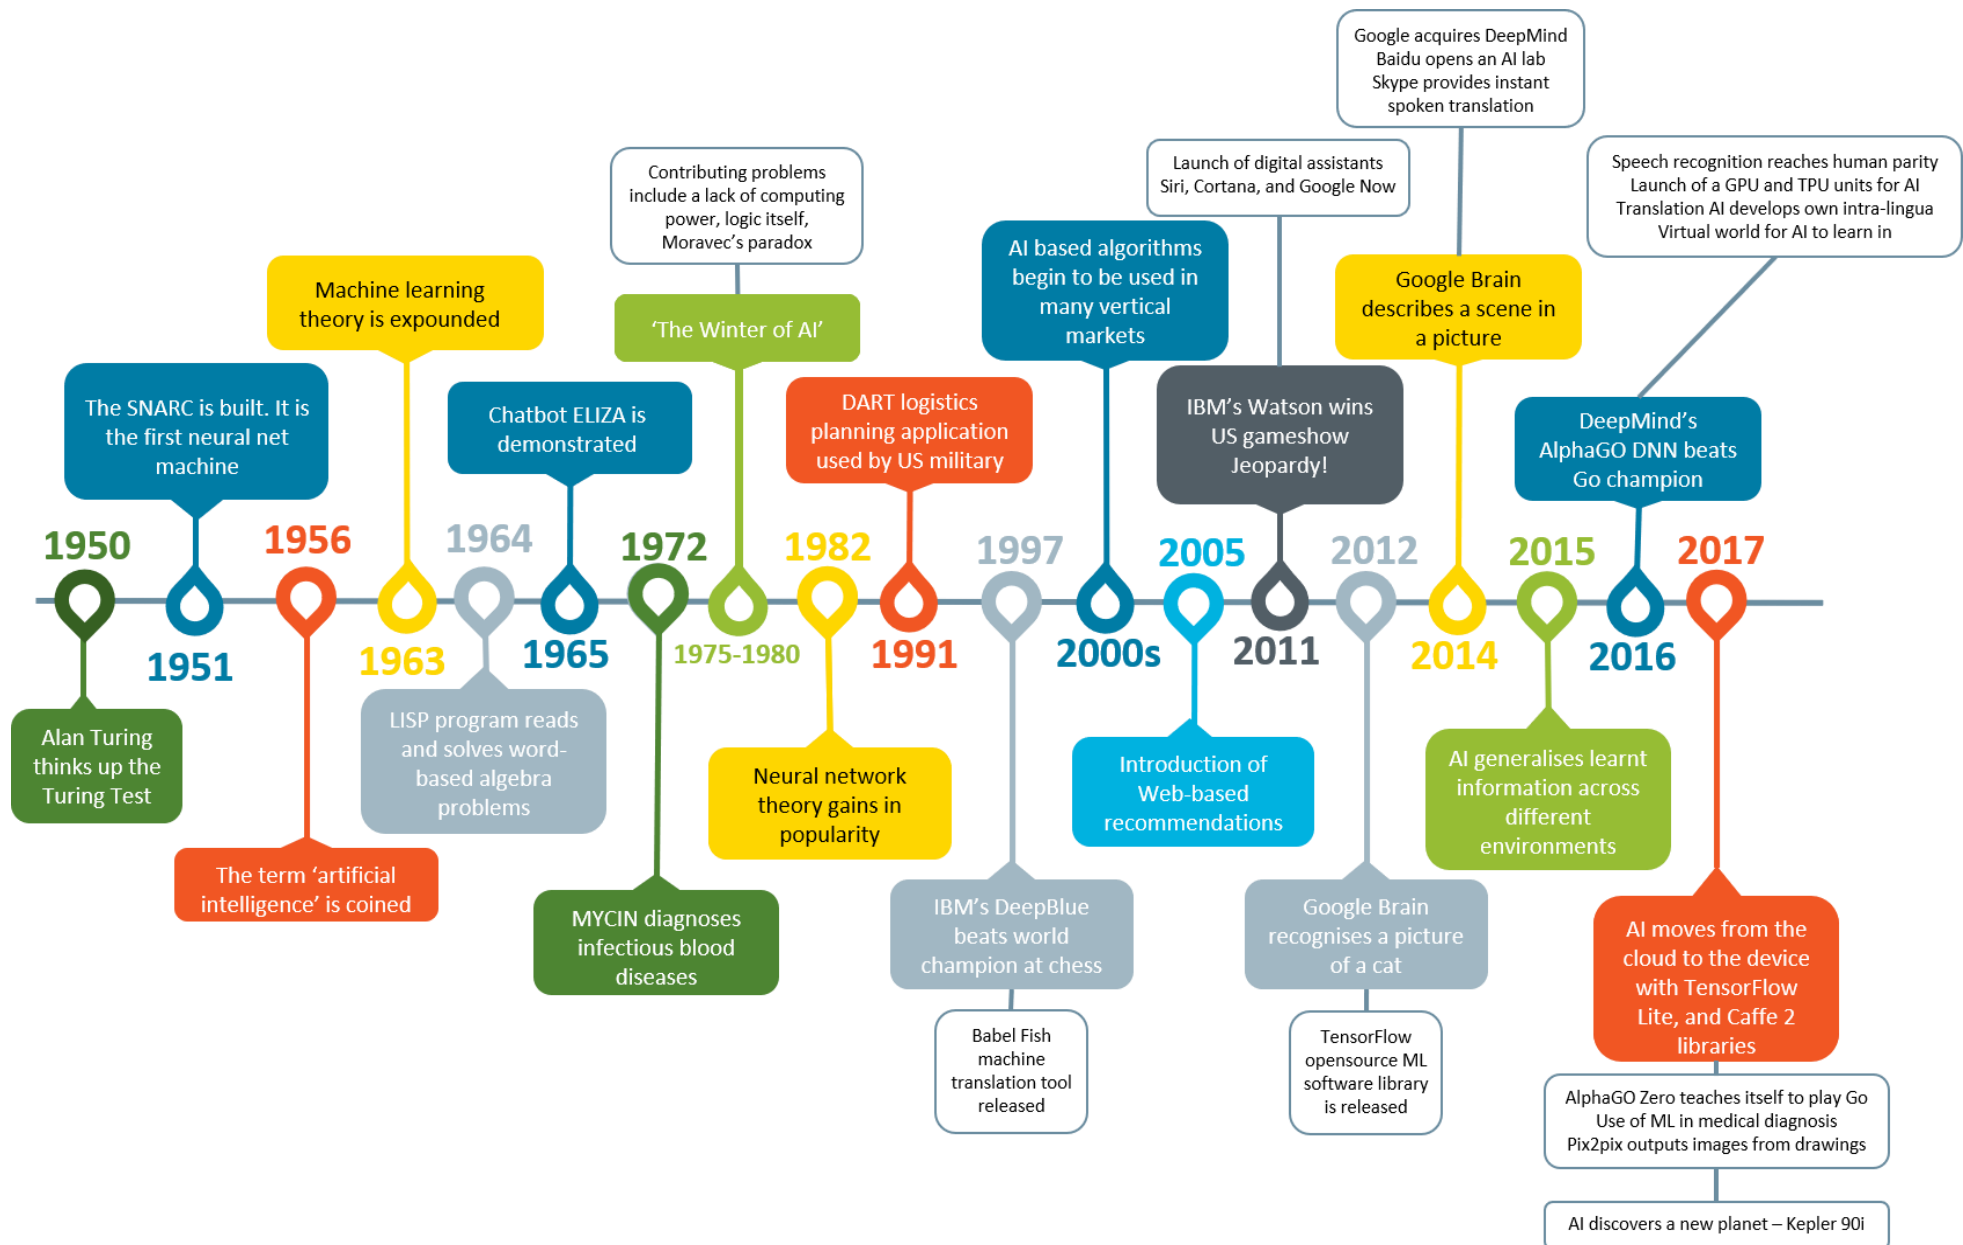 1950
Alan Turing
thinks up the
Turing Test
The SNARC is built. It is
the first neural net
machine
1951
1956
The term ‘artificial
intelligence’ is coined
Machine learning
theory is expounded
1963
1964
LISP program reads
and solves word-
based algebra
problems
Chatbot ELIZA is
demonstrated
1965
1972
MYCIN diagnoses
infectious blood
diseases
Contributing problems
include a lack of computing
power, logic itself,
Moravec’s paradox
‘The Winter of AI’
1975-1980
1982
Neural network
theory gains in
popularity
DART logistics
planning application
used by US military
1991
1997
IBM’s DeepBlue
beats world
champion at chess
Babel Fish
machine
translation tool
released
AI based algorithms
begin to be used in
many vertical
markets
2000s
2005
Introduction of
Web-based
recommendations
Launch of digital assistants
Siri, Cortana, and Google Now
IBM’s Watson wins
US gameshow
Jeopardy!
2011
2012
Google Brain
recognises a picture
of a cat
TensorFlow
opensource ML
software library
is released
Google acquires DeepMind
Baidu opens an AI lab
Skype provides instant
spoken translation
Google Brain
describes a scene in
a picture
2014
2015
AI generalises learnt
information across
different
environments
Speech recognition reaches human parity
Launch of a GPU and TPU units for AI
Translation AI develops own intra-lingua
Virtual world for AI to learn in
DeepMind’s
AlphaGO DNN beats
Go champion
2016
2017
AI moves from the
cloud to the device
with TensorFlow
Lite, and Caffe 2
libraries
AlphaGO Zero teaches itself to play Go
Use of ML in medical diagnosis
Pix2pix outputs images from drawings
AI discovers a new planet – Kepler 90i